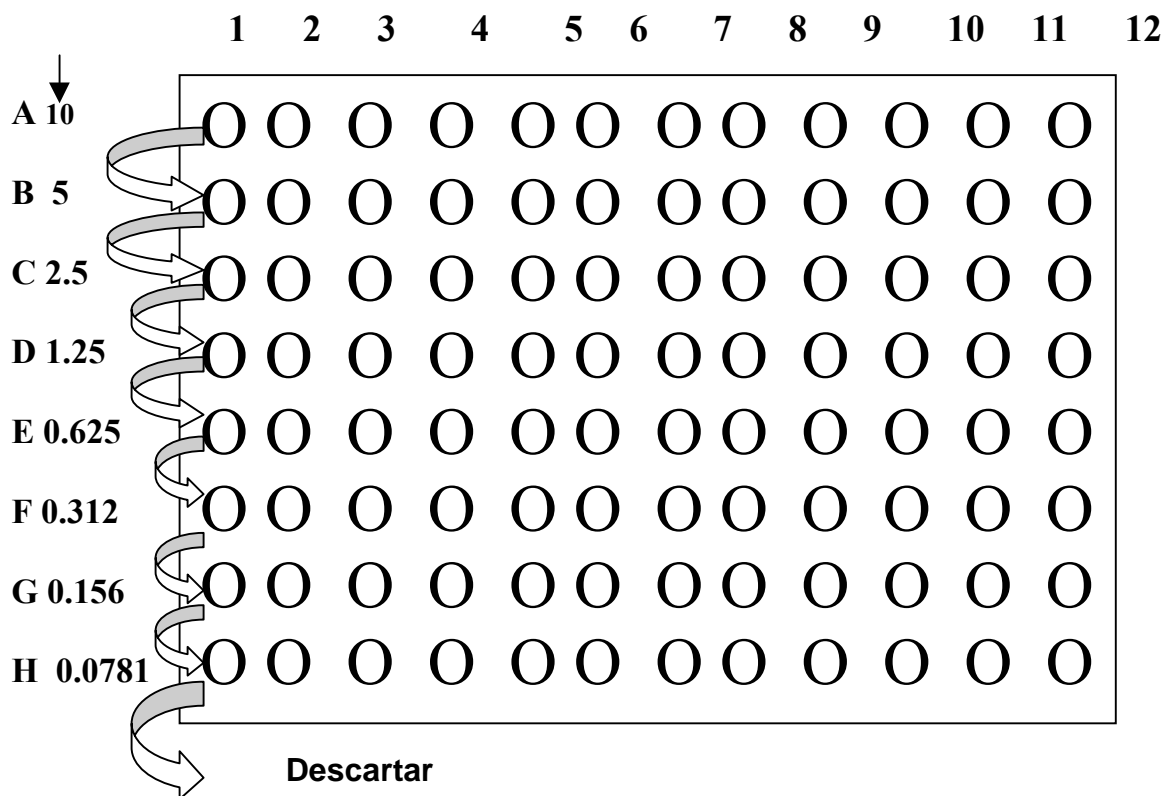 1 2 3 4 5 6 7 8 9 10 11 12
A 10 O O O O O O O O O O O O
B 5 O O O O O O O O O O O O
C 2.5 O O O O O O O O O O O O
D 1.25 O O O O O O O O O O O O
E 0.625 O O O O O O O O O O O O
F 0.312 O O O O O O O O O O O O
G 0.156 O O O O O O O O O O O O
H 0.0781 O O O O O O O O O O O O
Descartar